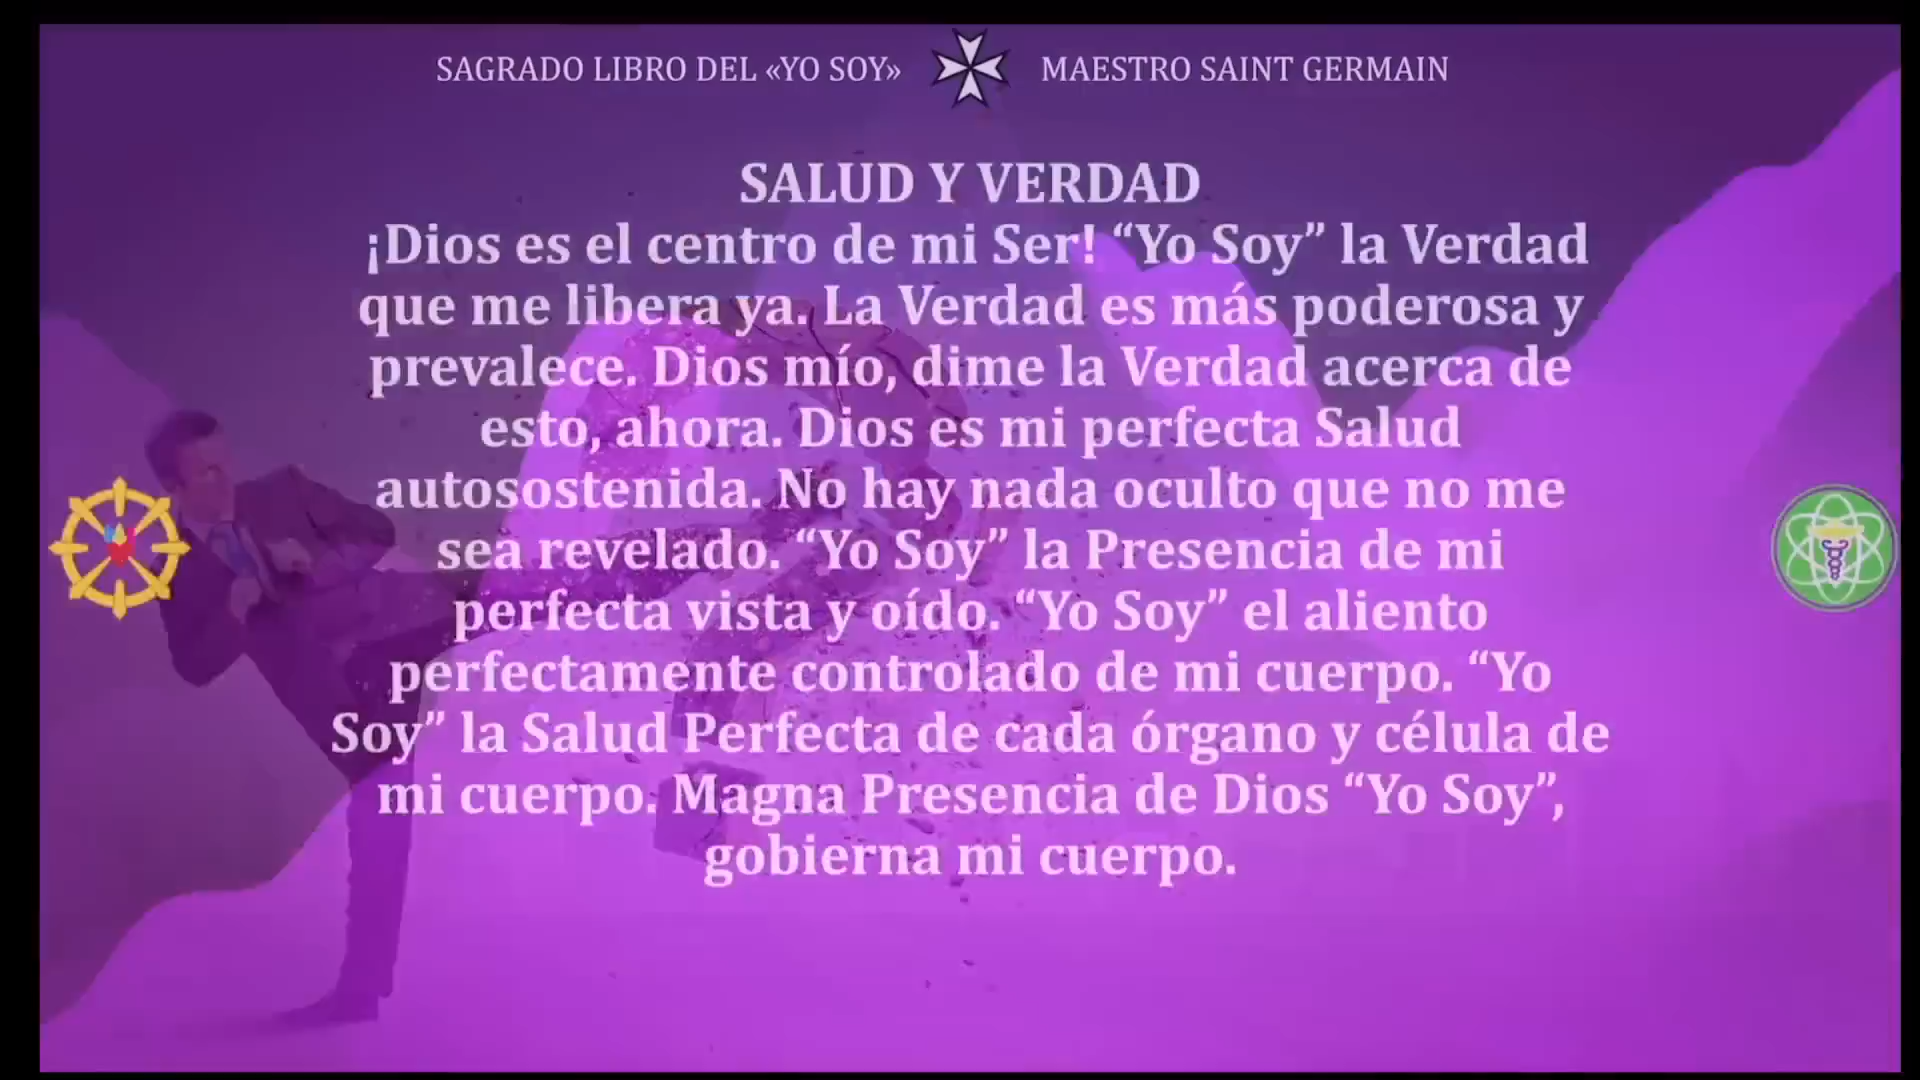 SAGRADO LIBRO DEL «YO SOY» MAESTRO SAINT GERMAIN
SALUD Y VERDAD
¡Dios es el centro de mi Ser! “Yo Soy” la Verdad
que me libera ya. La Verdad es más poderosa y
prevalece. Dios mío, dime la Verdad acerca de
esto, ahora. Dios es mi perfecta Salud
autosostenida. No hay nada oculto que no me
sea revelado. “Yo Soy” la Presencia de mi
perfecta vista y oído. “Yo Soy” el aliento
perfectamente controlado de mi cuerpo. “Yo
Soy” la Salud Perfecta de cada órgano y célula de
mi cuerpo. Magna Presencia de Dios “Yo Soy”,
gobierna mi cuerpo.